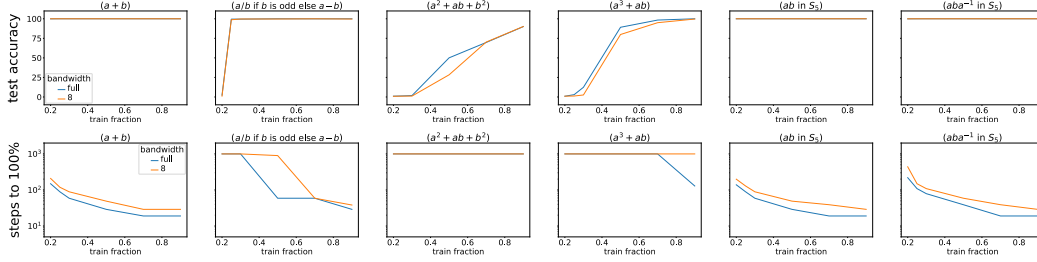 (a + b)
(a/b if b is odd else a − b)
(a² + ab + b²)
(a³ + ab)
(ab in S₅)
(aba⁻¹ in S₅)
test accuracy
100
75
50
25
0
bandwidth
full
8
0.2 0.4 0.6 0.8
0.2 0.4 0.6 0.8
0.2 0.4 0.6 0.8
0.2 0.4 0.6 0.8
0.2 0.4 0.6 0.8
0.2 0.4 0.6 0.8
train fraction
train fraction
train fraction
train fraction
train fraction
train fraction
(a + b)
(a/b if b is odd else a − b)
(a² + ab + b²)
(a³ + ab)
(ab in S₅)
(aba⁻¹ in S₅)
steps to 100%
10³
10²
10¹
bandwidth
full
8
0.2 0.4 0.6 0.8
0.2 0.4 0.6 0.8
0.2 0.4 0.6 0.8
0.2 0.4 0.6 0.8
0.2 0.4 0.6 0.8
0.2 0.4 0.6 0.8
train fraction
train fraction
train fraction
train fraction
train fraction
train fraction